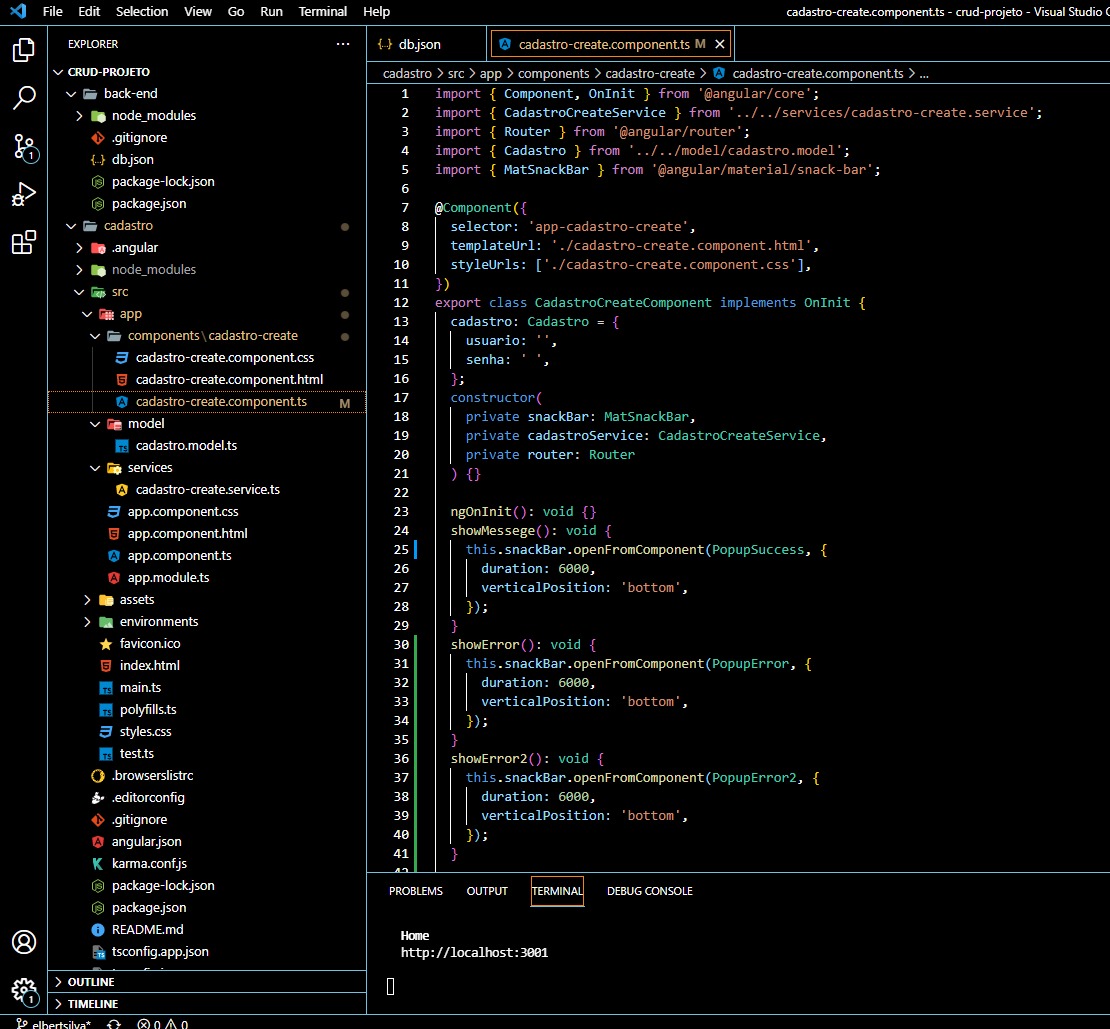 File Edit Selection View Go Run Terminal Help
cadastro-create.component.ts - crud-projeto - Visual Studio
EXPLORER
CRUD-PROJETO
back-end
node_modules
.gitignore
{..} db.json
package-lock.json
package.json
cadastro
.angular
node_modules
src
app
components\cadastro-create
cadastro-create.component.css
cadastro-create.component.html
cadastro-create.component.ts M
model
cadastro.model.ts
services
cadastro-create.service.ts
app.component.css
app.component.html
app.component.ts
app.module.ts
assets
environments
favicon.ico
index.html
main.ts
polyfills.ts
styles.css
test.ts
.browserslistrc
.editorconfig
.gitignore
angular.json
karma.conf.js
package-lock.json
package.json
README.md
tsconfig.app.json
OUTLINE
TIMELINE
{..} db.json
cadastro-create.component.ts M
cadastro > src > app > components > cadastro-create > cadastro-create.component.ts > ...
1 import { Component, OnInit } from '@angular/core';
2 import { CadastroCreateService } from '../../services/cadastro-create.service';
3 import { Router } from '@angular/router';
4 import { Cadastro } from '../../model/cadastro.model';
5 import { MatSnackBar } from '@angular/material/snack-bar';
6
7 @Component({
8 selector: 'app-cadastro-create',
9 templateUrl: './cadastro-create.component.html',
10 styleUrls: ['./cadastro-create.component.css'],
11 })
12 export class CadastroCreateComponent implements OnInit {
13 cadastro: Cadastro = {
14 usuario: '',
15 senha: ' ',
16 };
17 constructor(
18 private snackBar: MatSnackBar,
19 private cadastroService: CadastroCreateService,
20 private router: Router
21 ) {}
22
23 ngOnInit(): void {}
24 showMessege(): void {
25 this.snackBar.openFromComponent(PopupSuccess, {
26 duration: 6000,
27 verticalPosition: 'bottom',
28 });
29 }
30 showError(): void {
31 this.snackBar.openFromComponent(PopupError, {
32 duration: 6000,
33 verticalPosition: 'bottom',
34 });
35 }
36 showError2(): void {
37 this.snackBar.openFromComponent(PopupError2, {
38 duration: 6000,
39 verticalPosition: 'bottom',
40 });
41 }
PROBLEMS OUTPUT TERMINAL DEBUG CONSOLE
Home
http://localhost:3001
1
1
elbertsilva* 0 0